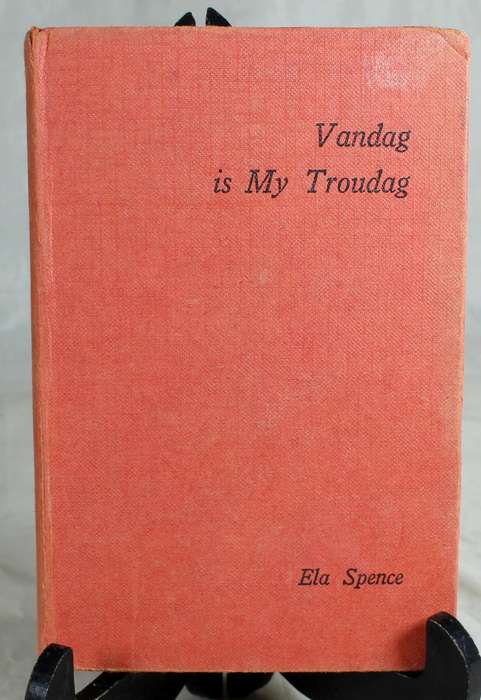 Vandag
is My Troudag
Ela Spence